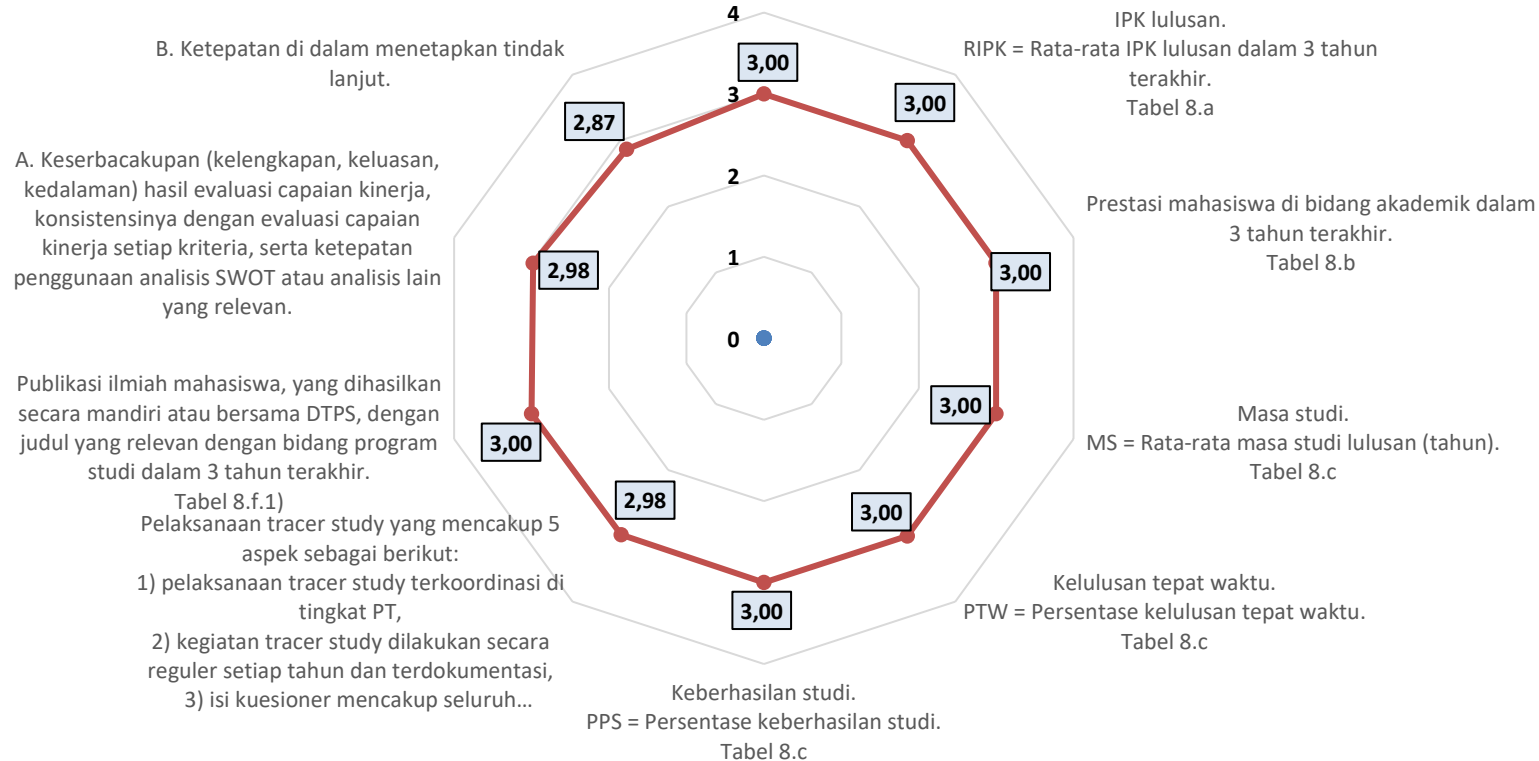 4
3
2
1
0
3,00
3,00
3,00
3,00
3,00
3,00
2,98
3,00
2,98
2,87
IPK lulusan.
RIPK = Rata-rata IPK lulusan dalam 3 tahun
terakhir.
Tabel 8.a
Prestasi mahasiswa di bidang akademik dalam
3 tahun terakhir.
Tabel 8.b
Masa studi.
MS = Rata-rata masa studi lulusan (tahun).
Tabel 8.c
Kelulusan tepat waktu.
PTW = Persentase kelulusan tepat waktu.
Tabel 8.c
Keberhasilan studi.
PPS = Persentase keberhasilan studi.
Tabel 8.c
Pelaksanaan tracer study yang mencakup 5
aspek sebagai berikut:
1) pelaksanaan tracer study terkoordinasi di
tingkat PT,
2) kegiatan tracer study dilakukan secara
reguler setiap tahun dan terdokumentasi,
3) isi kuesioner mencakup seluruh…
Publikasi ilmiah mahasiswa, yang dihasilkan
secara mandiri atau bersama DTPS, dengan
judul yang relevan dengan bidang program
studi dalam 3 tahun terakhir.
Tabel 8.f.1)
A. Keserbacakupan (kelengkapan, keluasan,
kedalaman) hasil evaluasi capaian kinerja,
konsistensinya dengan evaluasi capaian
kinerja setiap kriteria, serta ketepatan
penggunaan analisis SWOT atau analisis lain
yang relevan.
B. Ketepatan di dalam menetapkan tindak
lanjut.